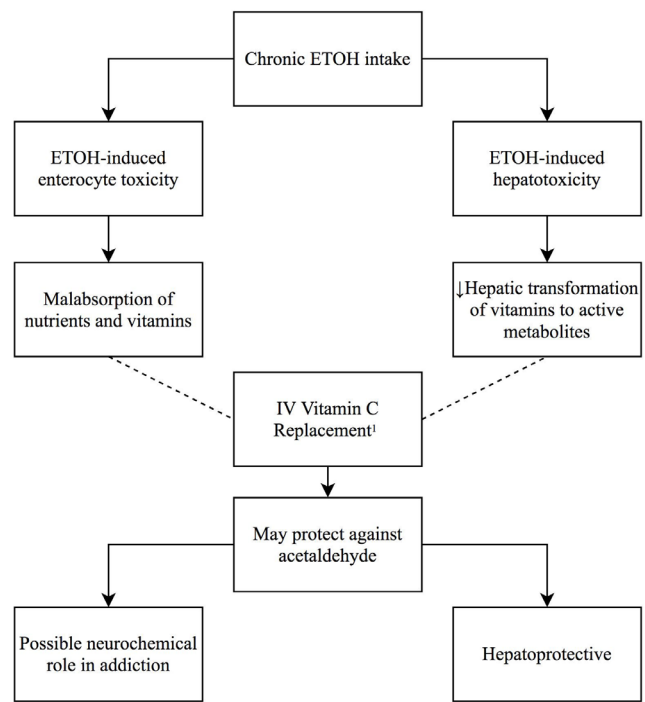 Chronic ETOH intake
ETOH-induced
enterocyte toxicity
ETOH-induced
hepatotoxicity
Malabsorption of
nutrients and vitamins
↓Hepatic transformation
of vitamins to active
metabolites
IV Vitamin C
Replacement¹
May protect against
acetaldehyde
Possible neurochemical
role in addiction
Hepatoprotective